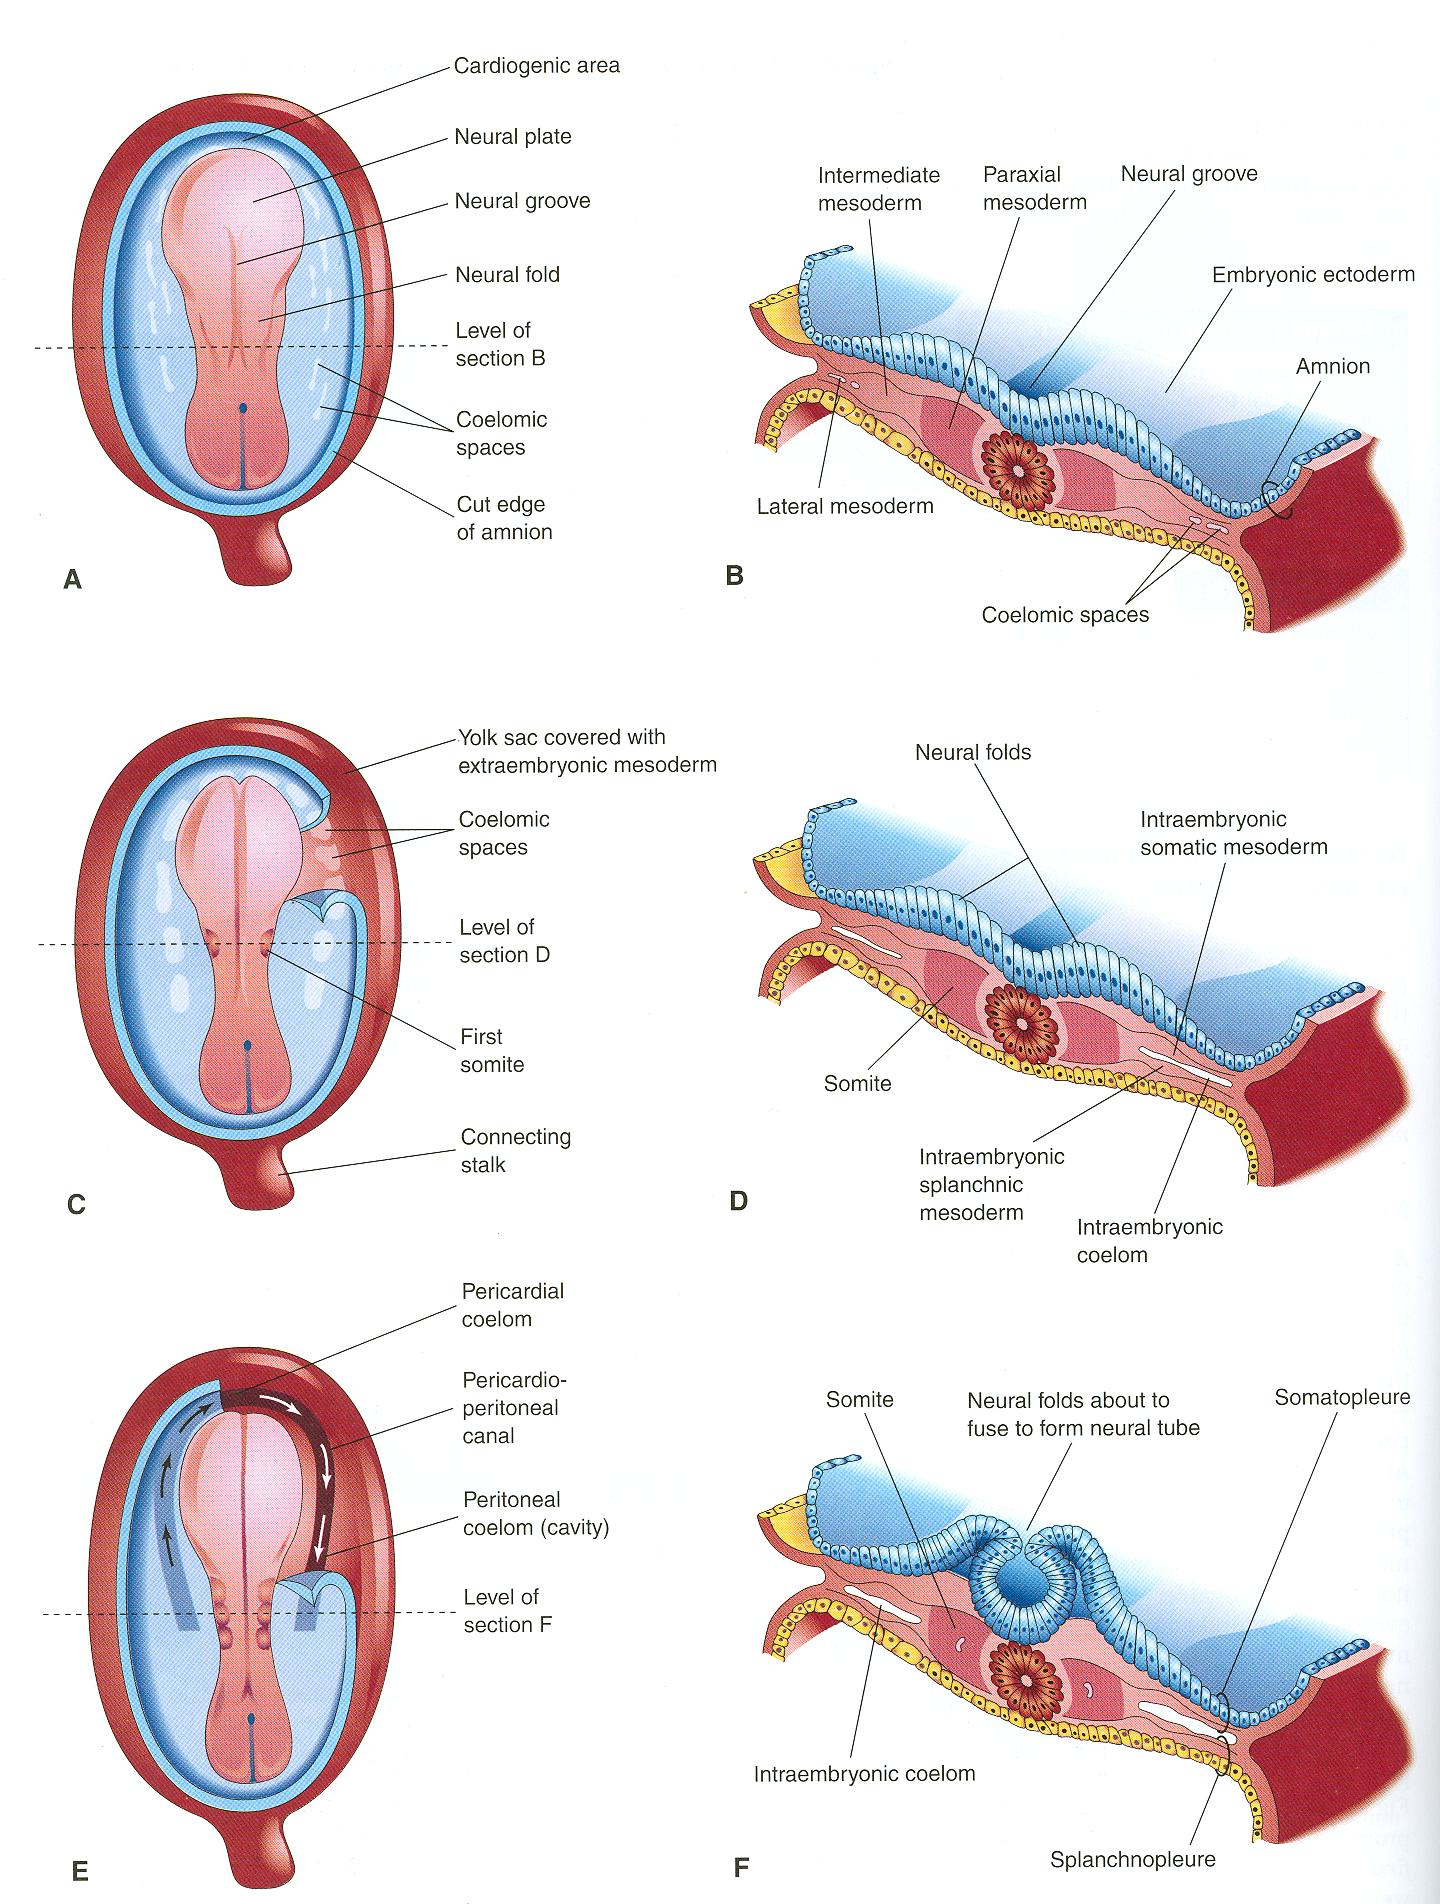 Cardiogenic area
Neural plate
Neural groove
Neural fold
Level of
section B
Coelomic
spaces
Cut edge
of amnion
A
Intermediate
mesoderm
Paraxial
mesoderm
Neural groove
Embryonic ectoderm
Amnion
Lateral mesoderm
Coelomic spaces
B
Yolk sac covered with
extraembryonic mesoderm
Coelomic
spaces
Level of
section D
First
somite
Connecting
stalk
C
Neural folds
Intraembryonic
somatic mesoderm
Somite
Intraembryonic
splanchnic
mesoderm
Intraembryonic
coelom
D
Pericardial
coelom
Pericardio-
peritoneal
canal
Peritoneal
coelom (cavity)
Level of
section F
E
Somite
Neural folds about to
fuse to form neural tube
Somatopleure
Intraembryonic coelom
Splanchnopleure
F